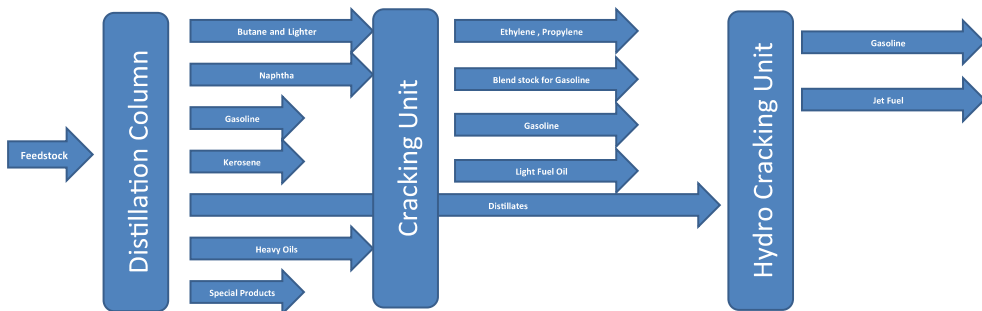 Feedstock
Distillation Column
Butane and Lighter
Naphtha
Gasoline
Kerosene
Distillates
Heavy Oils
Special Products
Cracking Unit
Ethylene , Propylene
Blend stock for Gasoline
Gasoline
Light Fuel Oil
Hydro Cracking Unit
Gasoline
Jet Fuel